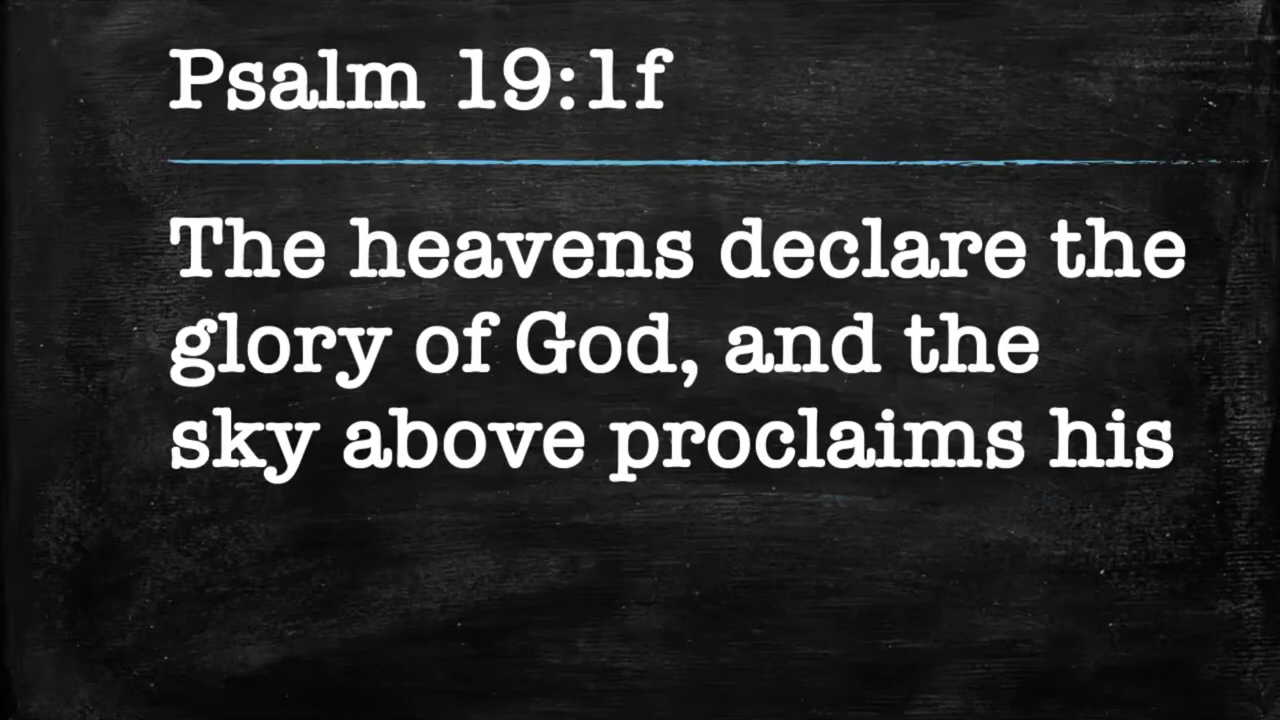 Psalm 19:1f
The heavens declare the
glory of God, and the
sky above proclaims his